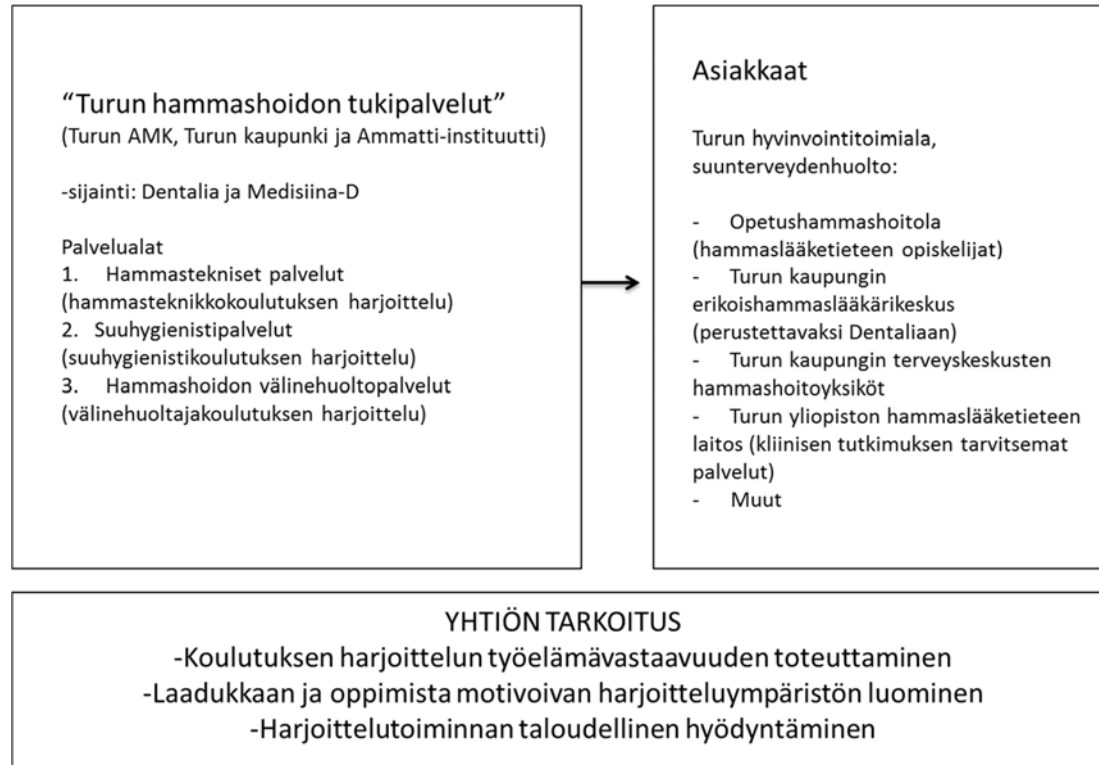 “Turun hammashoidon tukipalvelut”
(Turun AMK, Turun kaupunki ja Ammatti-instituutti)
-sijainti: Dentalia ja Medisiina-D
Palvelualat
1. Hammastekniset palvelut
(hammasteknikkokoulutuksen harjoittelu)
2. Suuhygienistipalvelut
(suuhygienistikoulutuksen harjoittelu)
3. Hammashoidon välinehuoltopalvelut
(välinehuoltajakoulutuksen harjoittelu)
Asiakkaat
Turun hyvinvointitoimiala,
suunterveydenhuolto:
- Opetushammashoitola
(hammaslääketieteen opiskelijat)
- Turun kaupungin
erikoishammaslääkärikeskus
(perustettavaksi Dentaliaan)
- Turun kaupungin terveyskeskusten
hammashoitoyksiköt
- Turun yliopiston hammaslääketieteen
laitos (kliinisen tutkimuksen tarvitsemat
palvelut)
- Muut
YHTIÖN TARKOITUS
-Koulutuksen harjoittelun työelämävastaavuuden toteuttaminen
-Laadukkaan ja oppimista motivoivan harjoitteluympäristön luominen
-Harjoittelutoiminnan taloudellinen hyödyntäminen